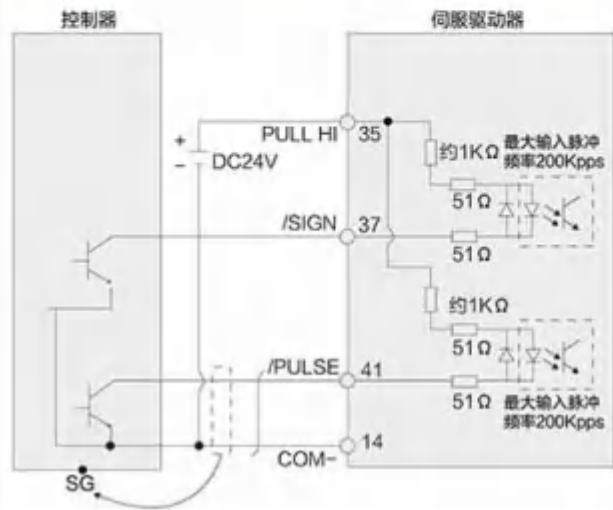 控制器
伺服驱动器
+
−
DC24V
PULL HI
35
约1KΩ
最大输入脉冲
频率200Kpps
51Ω
/SIGN
37
51Ω
约1KΩ
51Ω
/PULSE
41
51Ω
最大输入脉冲
频率200Kpps
14
COM−
SG